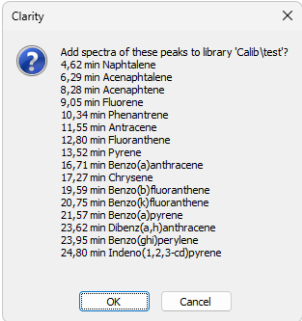 Clarity
Add spectra of these peaks to library 'Calib\test'?
4,62 min Naphtalene
6,29 min Acenaphtalene
8,28 min Acenaphtene
9,05 min Fluorene
10,34 min Phenantrene
11,55 min Antracene
12,80 min Fluoranthene
13,52 min Pyrene
16,71 min Benzo(a)anthracene
17,27 min Chrysene
19,59 min Benzo(b)fluoranthene
20,75 min Benzo(k)fluoranthene
21,57 min Benzo(a)pyrene
23,62 min Dibenz(a,h)anthracene
23,95 min Benzo(ghi)perylene
24,80 min Indeno(1,2,3-cd)pyrene
OK Cancel